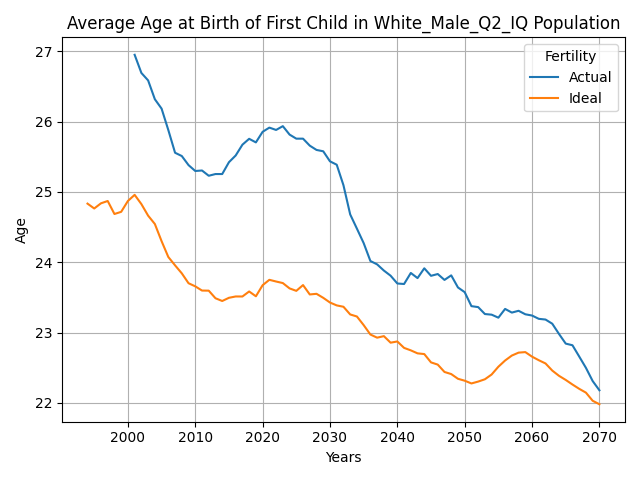 Average Age at Birth of First Child in White_Male_Q2_IQ Population
Fertility
Actual
Ideal
Age
27
26
25
24
23
22
2000 2010 2020 2030 2040 2050 2060 2070
Years